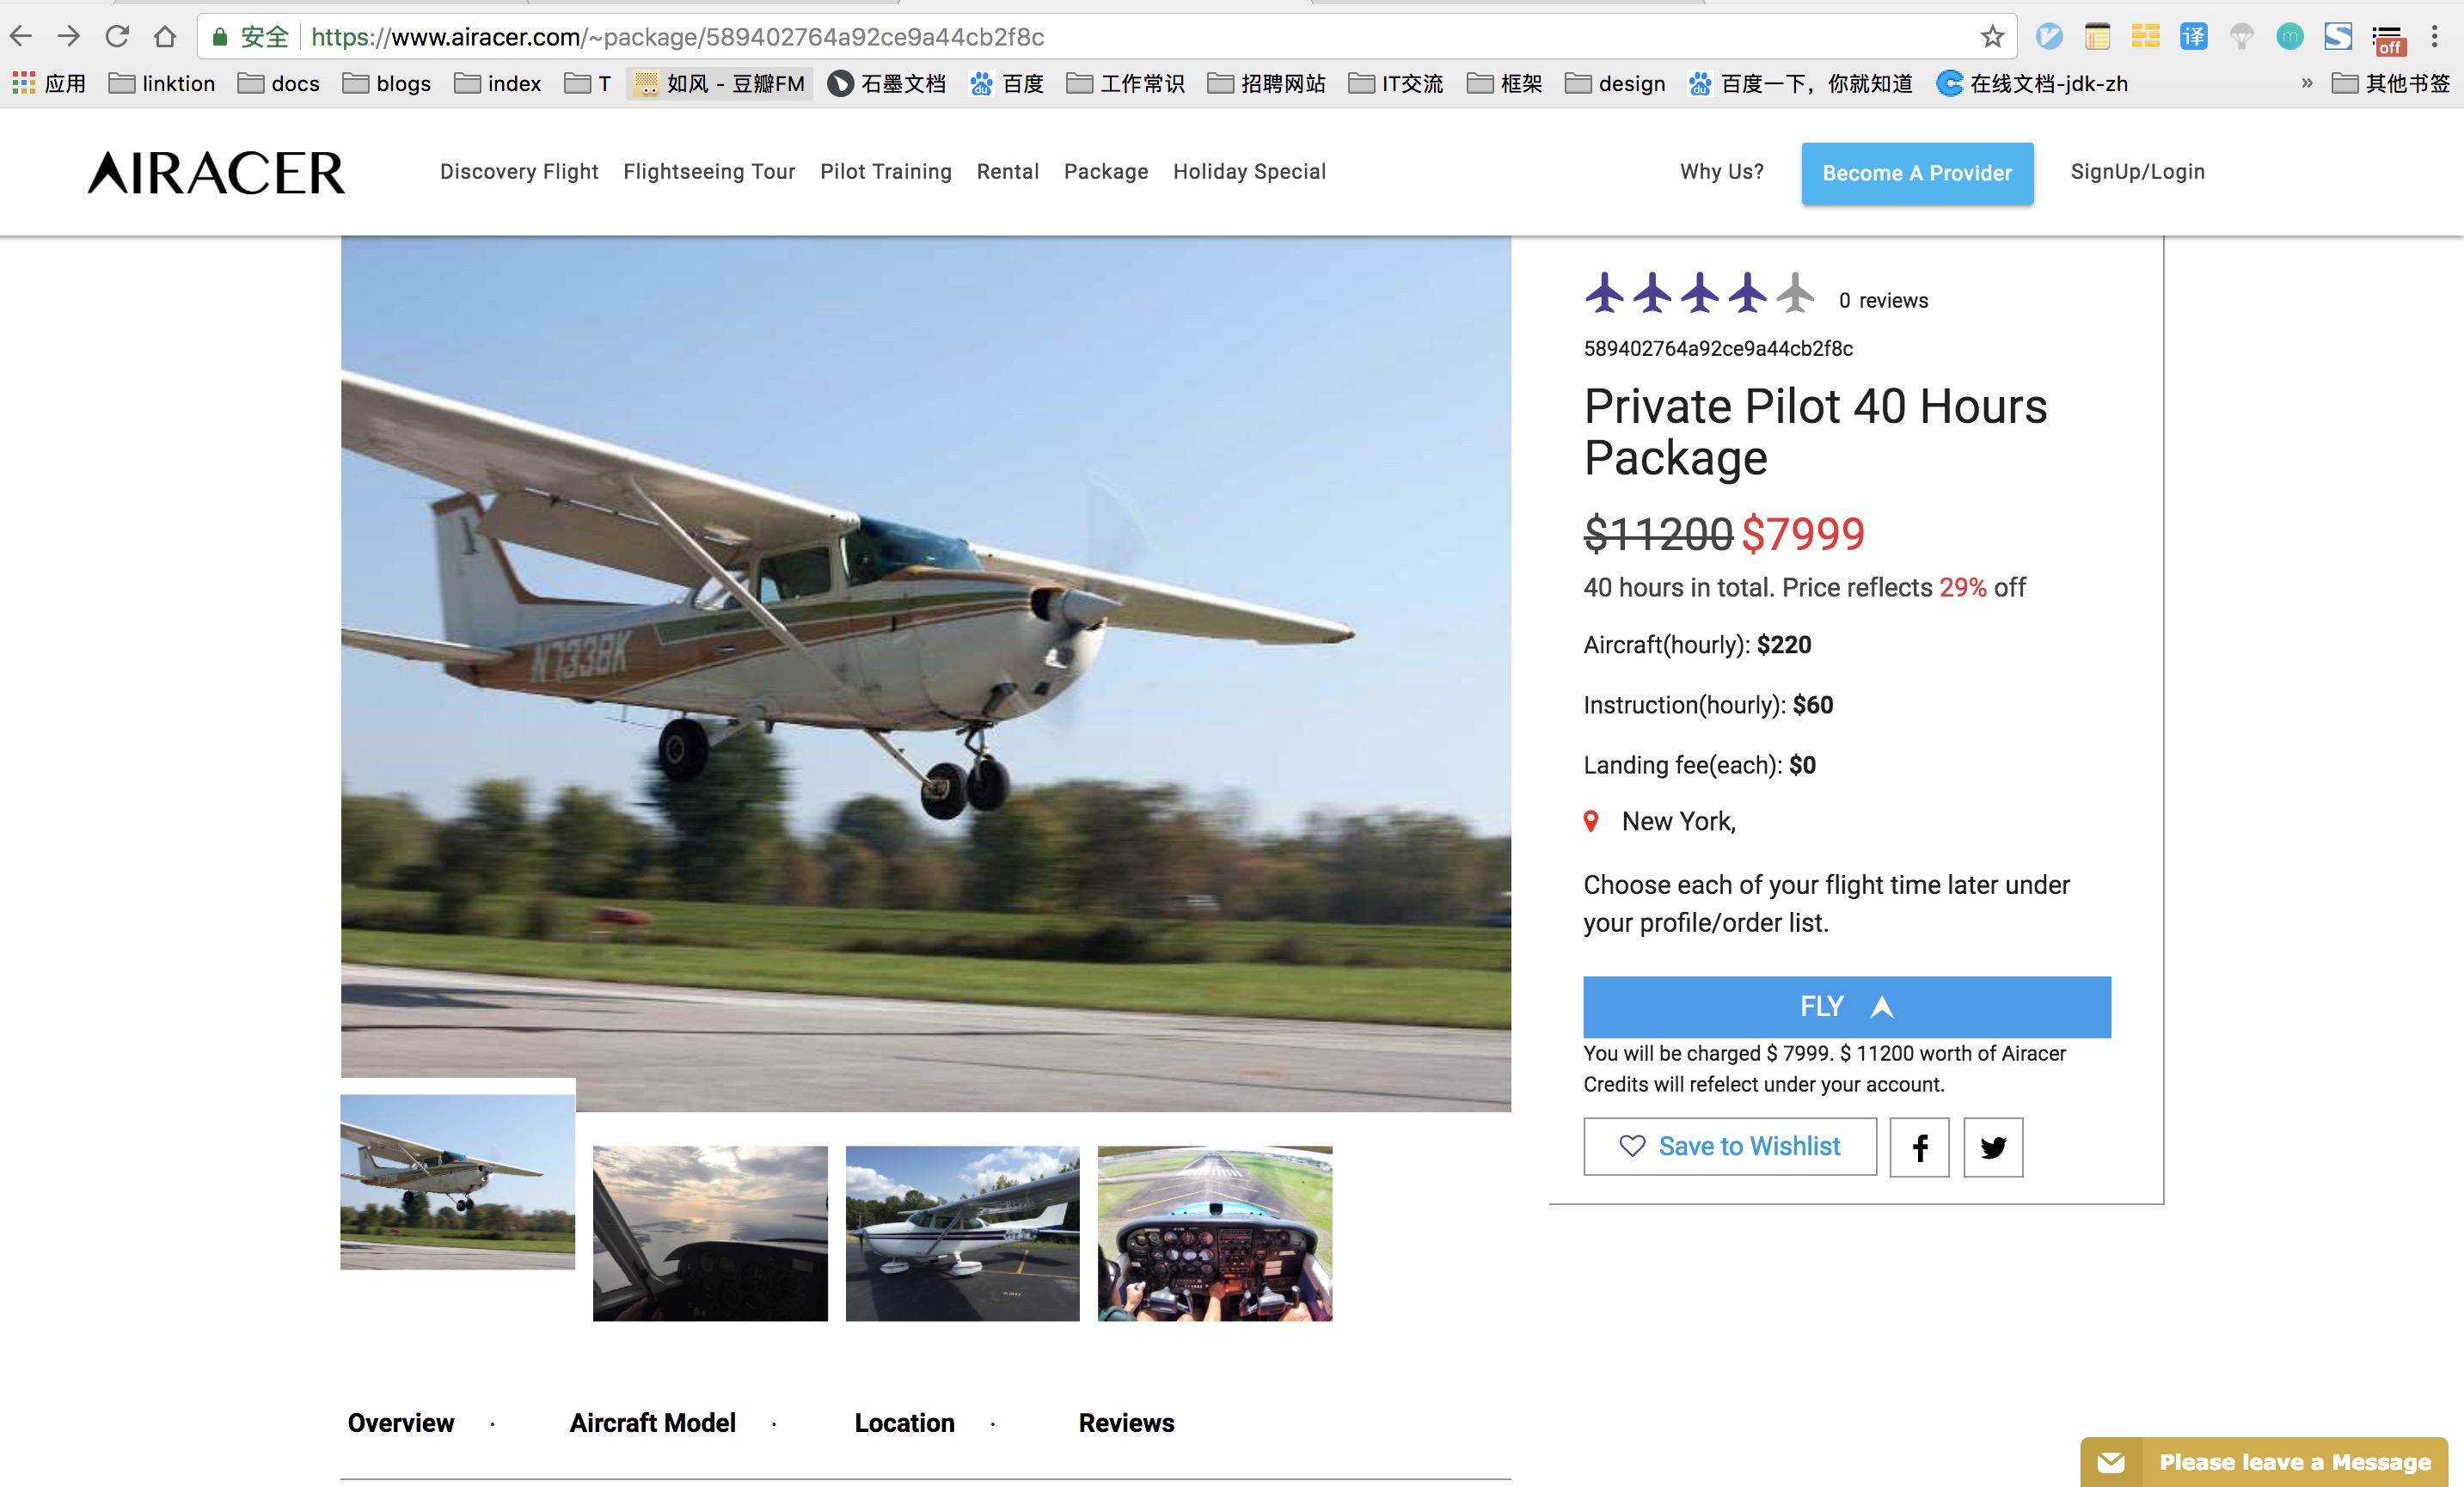 安全 https://www.airacer.com/~package/589402764a92ce9a44cb2f8c
译 m S off
应用 linktion docs blogs index T 如风 - 豆瓣FM 石墨文档 百度 工作常识 招聘网站 IT交流 框架 design 百度一下，你就知道 在线文档-jdk-zh » 其他书签
AIRACER Discovery Flight Flightseeing Tour Pilot Training Rental Package Holiday Special Why Us? Become A Provider SignUp/Login
0 reviews
589402764a92ce9a44cb2f8c
Private Pilot 40 Hours
Package
$11200 $7999
40 hours in total. Price reflects 29% off
Aircraft(hourly): $220
Instruction(hourly): $60
Landing fee(each): $0
New York,
Choose each of your flight time later under
your profile/order list.
FLY
You will be charged $ 7999. $ 11200 worth of Airacer
Credits will refelect under your account.
Save to Wishlist
N733BK
Overview · Aircraft Model · Location · Reviews
Please leave a Message